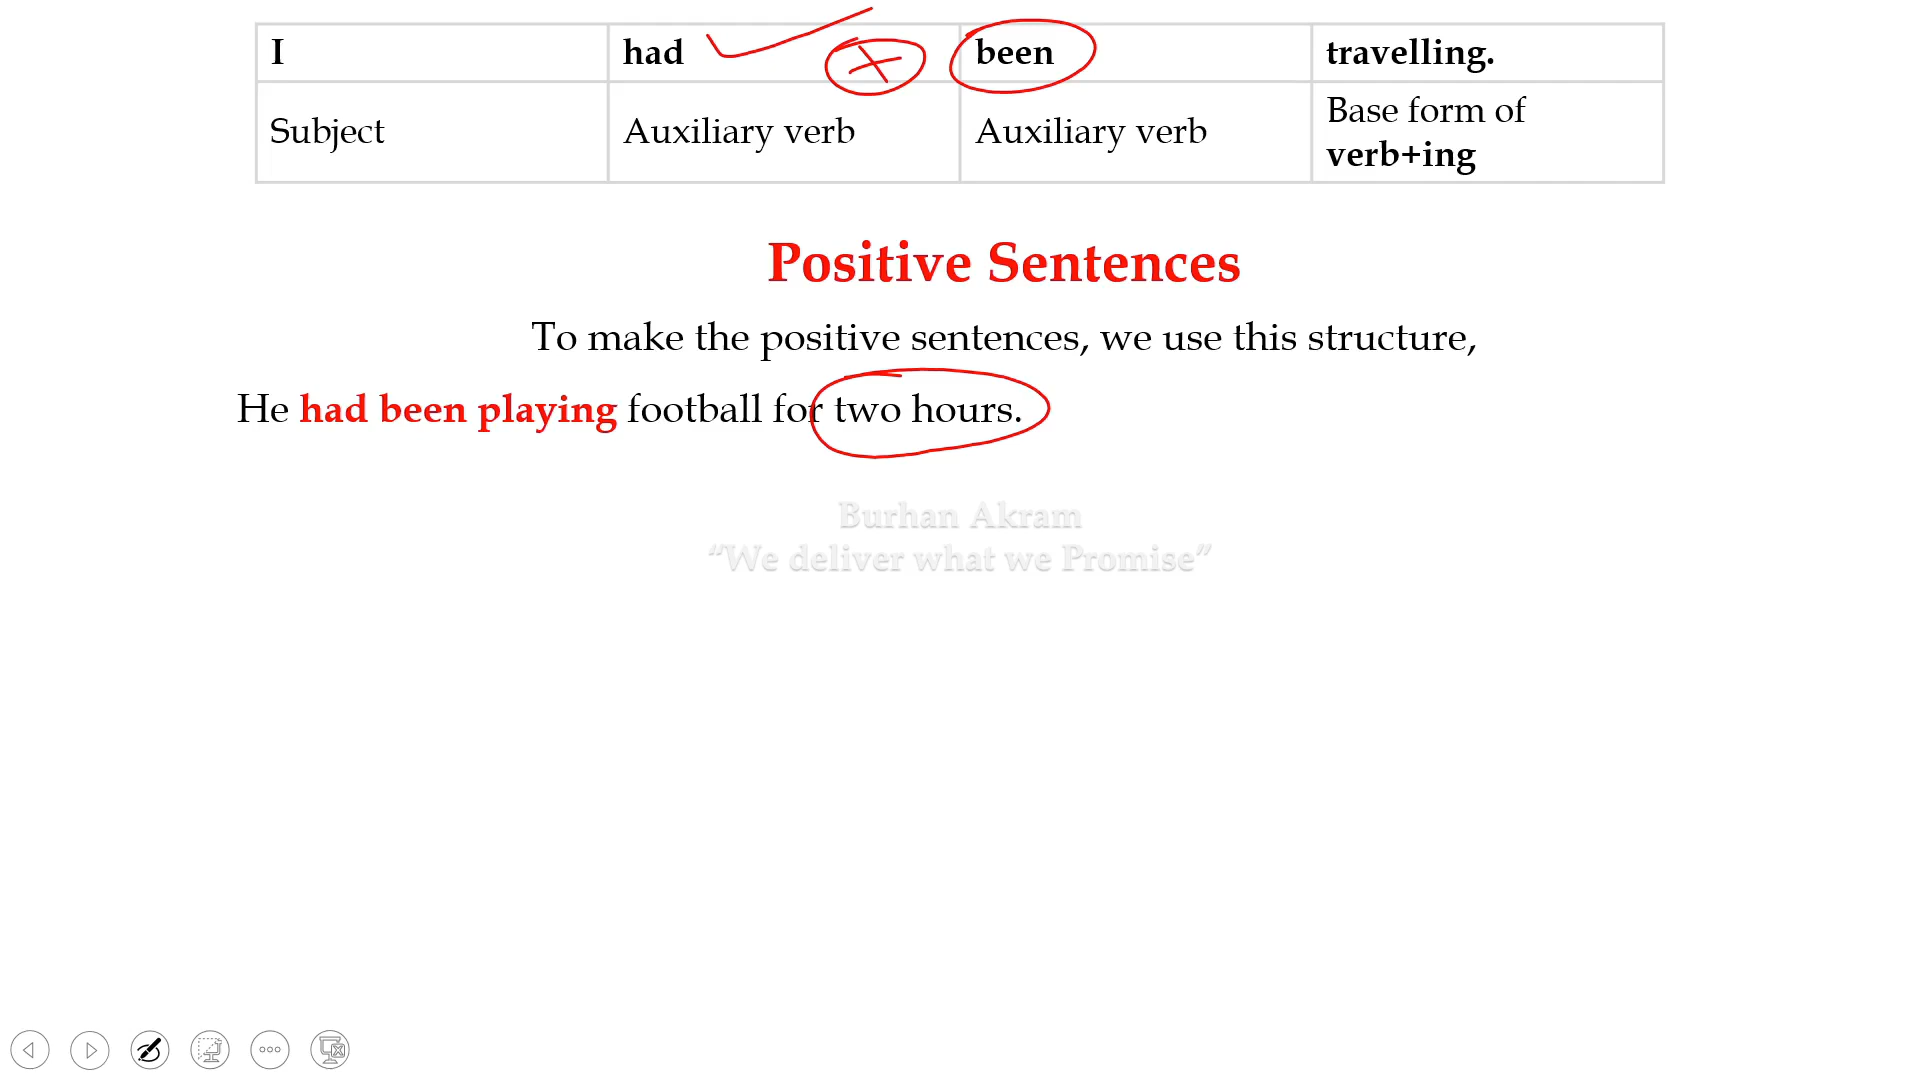 I had been travelling.
Subject Auxiliary verb Auxiliary verb Base form of
verb+ing
Positive Sentences
To make the positive sentences, we use this structure,
He had been playing football for two hours.
Burhan Akram
“We deliver what we Promise”